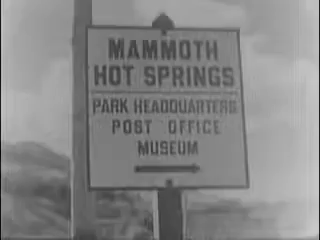 MAMMOTH
HOT SPRINGS
PARK HEADQUARTERS
POST OFFICE
MUSEUM